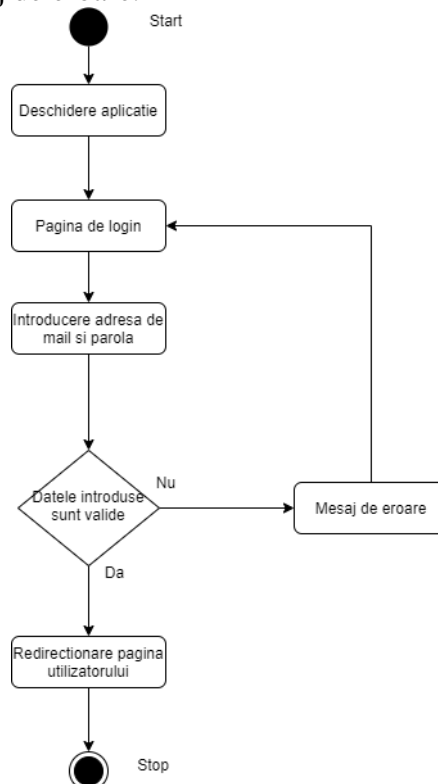 Start
Deschidere aplicatie
Pagina de login
Introducere adresa de
mail si parola
Datele introduse
sunt valide
Nu
Mesaj de eroare
Da
Redirectionare pagina
utilizatorului
Stop